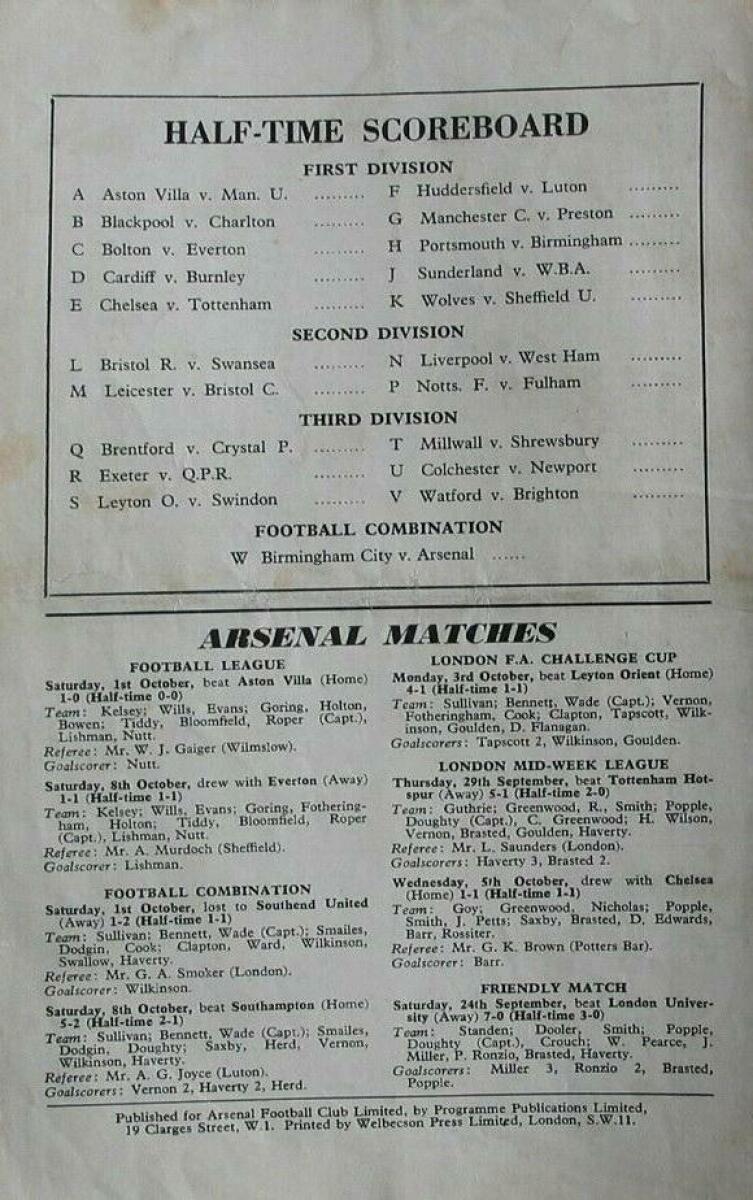 HALF-TIME SCOREBOARD
FIRST DIVISION
A Aston Villa v. Man. U. .........
B Blackpool v. Charlton .........
C Bolton v. Everton .........
D Cardiff v. Burnley .........
E Chelsea v. Tottenham .........
F Huddersfield v. Luton .........
G Manchester C. v. Preston .........
H Portsmouth v. Birmingham .........
J Sunderland v. W.B.A. .........
K Wolves v. Sheffield U. .........
SECOND DIVISION
L Bristol R. v. Swansea .........
M Leicester v. Bristol C. .........
N Liverpool v. West Ham .........
P Notts. F. v. Fulham .........
THIRD DIVISION
Q Brentford v. Crystal P. .........
R Exeter v. Q.P.R. .........
S Leyton O. v. Swindon .........
T Millwall v. Shrewsbury .........
U Colchester v. Newport .........
V Watford v. Brighton .........
FOOTBALL COMBINATION
W Birmingham City v. Arsenal ......
ARSENAL MATCHES
FOOTBALL LEAGUE
Saturday, 1st October, beat Aston Villa (Home)
1-0 (Half-time 0-0)
Team: Kelsey; Wills, Evans; Goring, Holton,
Bowen; Tiddy, Bloomfield, Roper (Capt.),
Lishman, Nutt.
Referee: Mr. W. J. Gaiger (Wilmslow).
Goalscorer: Nutt.
Saturday, 8th October, drew with Everton (Away)
1-1 (Half-time 1-1)
Team: Kelsey; Wills, Evans; Goring, Fothering-
ham, Holton; Tiddy, Bloomfield, Roper
(Capt.), Lishman, Nutt.
Referee: Mr. A. Murdoch (Sheffield).
Goalscorer: Lishman.
FOOTBALL COMBINATION
Saturday, 1st October, lost to Southend United
(Away) 1-2 (Half-time 1-1)
Team: Sullivan; Bennett, Wade (Capt.); Smailes,
Dodgin, Cook; Clapton, Ward, Wilkinson,
Swallow, Haverty.
Referee: Mr. G. A. Smoker (London).
Goalscorer: Wilkinson.
Saturday, 8th October, beat Southampton (Home)
5-2 (Half-time 2-1)
Team: Sullivan; Bennett, Wade (Capt.); Smailes,
Dodgin, Doughty; Saxby, Herd, Vernon,
Wilkinson, Haverty.
Referee: Mr. A. G. Joyce (Luton).
Goalscorers: Vernon 2, Haverty 2, Herd.
LONDON F.A. CHALLENGE CUP
Monday, 3rd October, beat Leyton Orient (Home)
4-1 (Half-time 1-1)
Team: Sullivan; Bennett, Wade (Capt.); Vernon,
Fotheringham, Cook; Clapton, Tapscott, Wilk-
inson, Goulden, D. Flanagan.
Goalscorers: Tapscott 2, Wilkinson, Goulden.
LONDON MID-WEEK LEAGUE
Thursday, 29th September, beat Tottenham Hot-
spur (Away) 5-1 (Half-time 2-0)
Team: Guthrie; Greenwood, R., Smith; Popple,
Doughty (Capt.), C. Greenwood; H. Wilson,
Vernon, Brasted, Goulden, Haverty.
Referee: Mr. L. Saunders (London).
Goalscorers: Haverty 3, Brasted 2.
Wednesday, 5th October, drew with Chelsea
(Home) 1-1 (Half-time 1-1)
Team: Goy; Greenwood, Nicholas; Popple,
Smith, J. Petts; Saxby, Brasted, D. Edwards,
Barr, Rossiter.
Referee: Mr. G. K. Brown (Potters Bar).
Goalscorer: Barr.
FRIENDLY MATCH
Saturday, 24th September, beat London Univer-
sity (Away) 7-0 (Half-time 3-0)
Team: Standen; Dooler, Smith; Popple,
Doughty (Capt.), Crouch; W. Pearce, J.
Miller, P. Ronzio, Brasted, Haverty.
Goalscorers: Miller 3, Ronzio 2, Brasted,
Popple.
Published for Arsenal Football Club Limited, by Programme Publications Limited,
19 Clarges Street, W.1. Printed by Welbecson Press Limited, London, S.W.11.